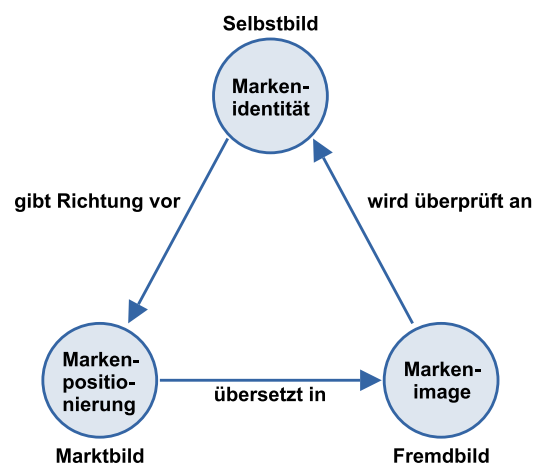 Selbstbild
Marken-
identität
gibt Richtung vor
wird überprüft an
Marken-
positio-
nierung
übersetzt in
Marken-
image
Marktbild
Fremdbild